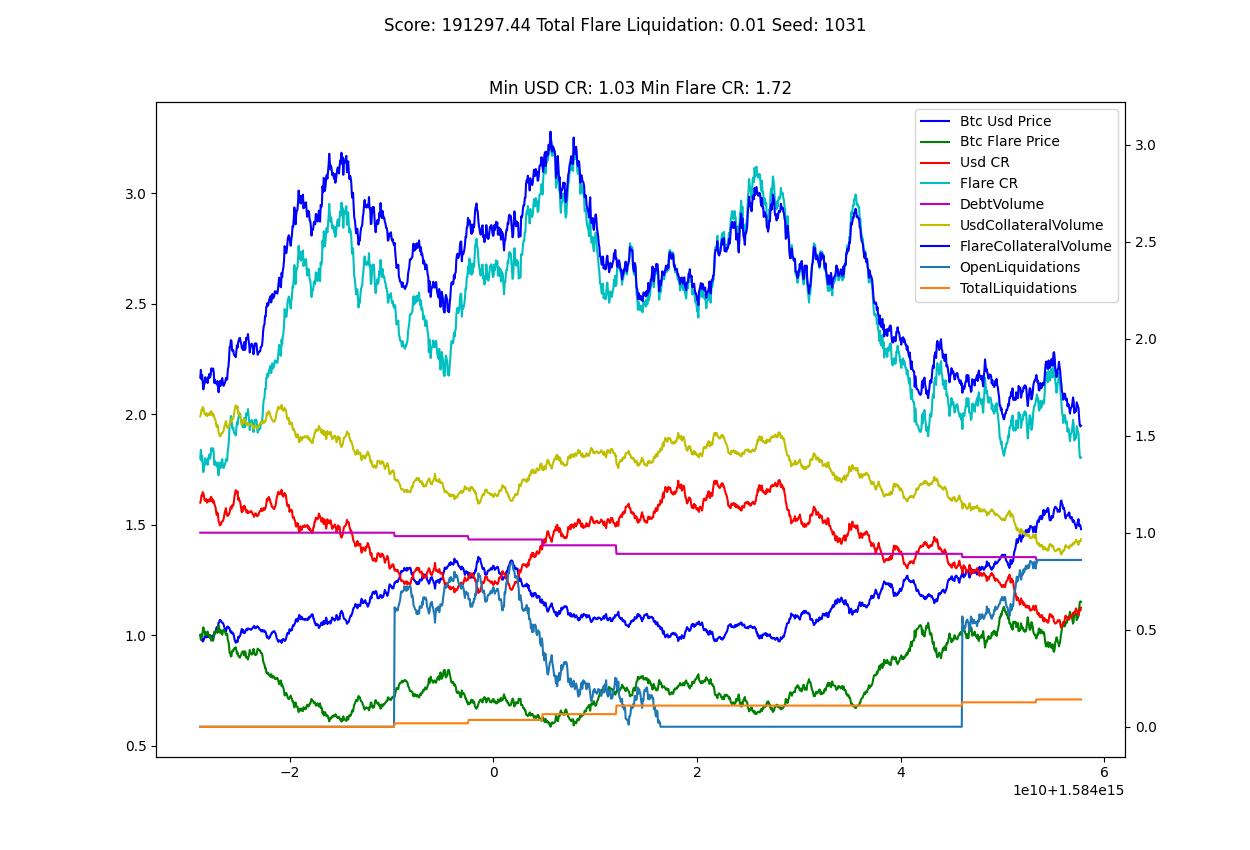 Score: 191297.44 Total Flare Liquidation: 0.01 Seed: 1031
Min USD CR: 1.03 Min Flare CR: 1.72
Btc Usd Price
Btc Flare Price
Usd CR
Flare CR
DebtVolume
UsdCollateralVolume
FlareCollateralVolume
OpenLiquidations
TotalLiquidations
3.0
2.5
2.0
1.5
1.0
0.5
3.0
2.5
2.0
1.5
1.0
0.5
0.0
−2 0 2 4 6
1e10+1.584e15